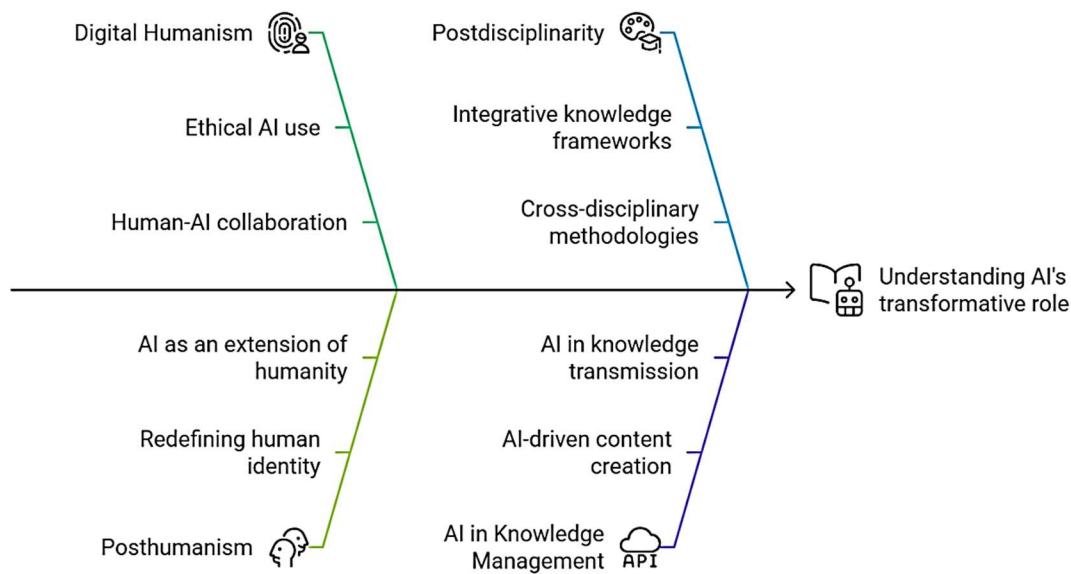 Digital Humanism
Ethical AI use
Human-AI collaboration
Postdisciplinarity
Integrative knowledge
frameworks
Cross-disciplinary
methodologies
Understanding AI's
transformative role
AI as an extension of
humanity
Redefining human
identity
Posthumanism
AI in knowledge
transmission
AI-driven content
creation
AI in Knowledge
Management
API